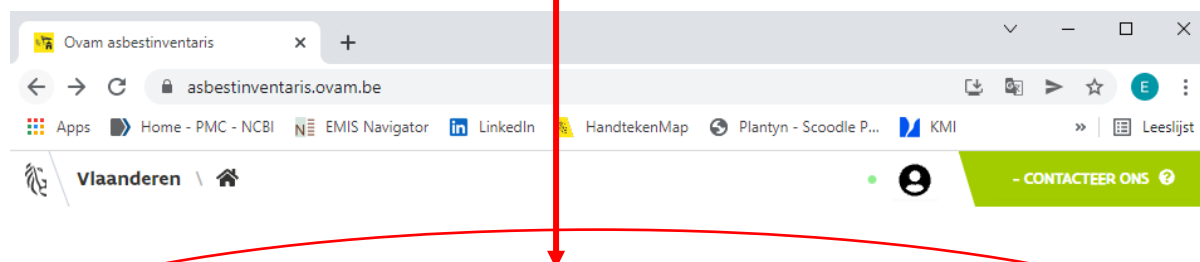 Ovam asbestinventaris
asbestinventaris.ovam.be
E
Apps Home - PMC - NCBI N EMIS Navigator in LinkedIn HandtekenMap Plantyn - Scoodle P... KMI » Leeslijst
Vlaanderen \ - CONTACTEER ONS ?